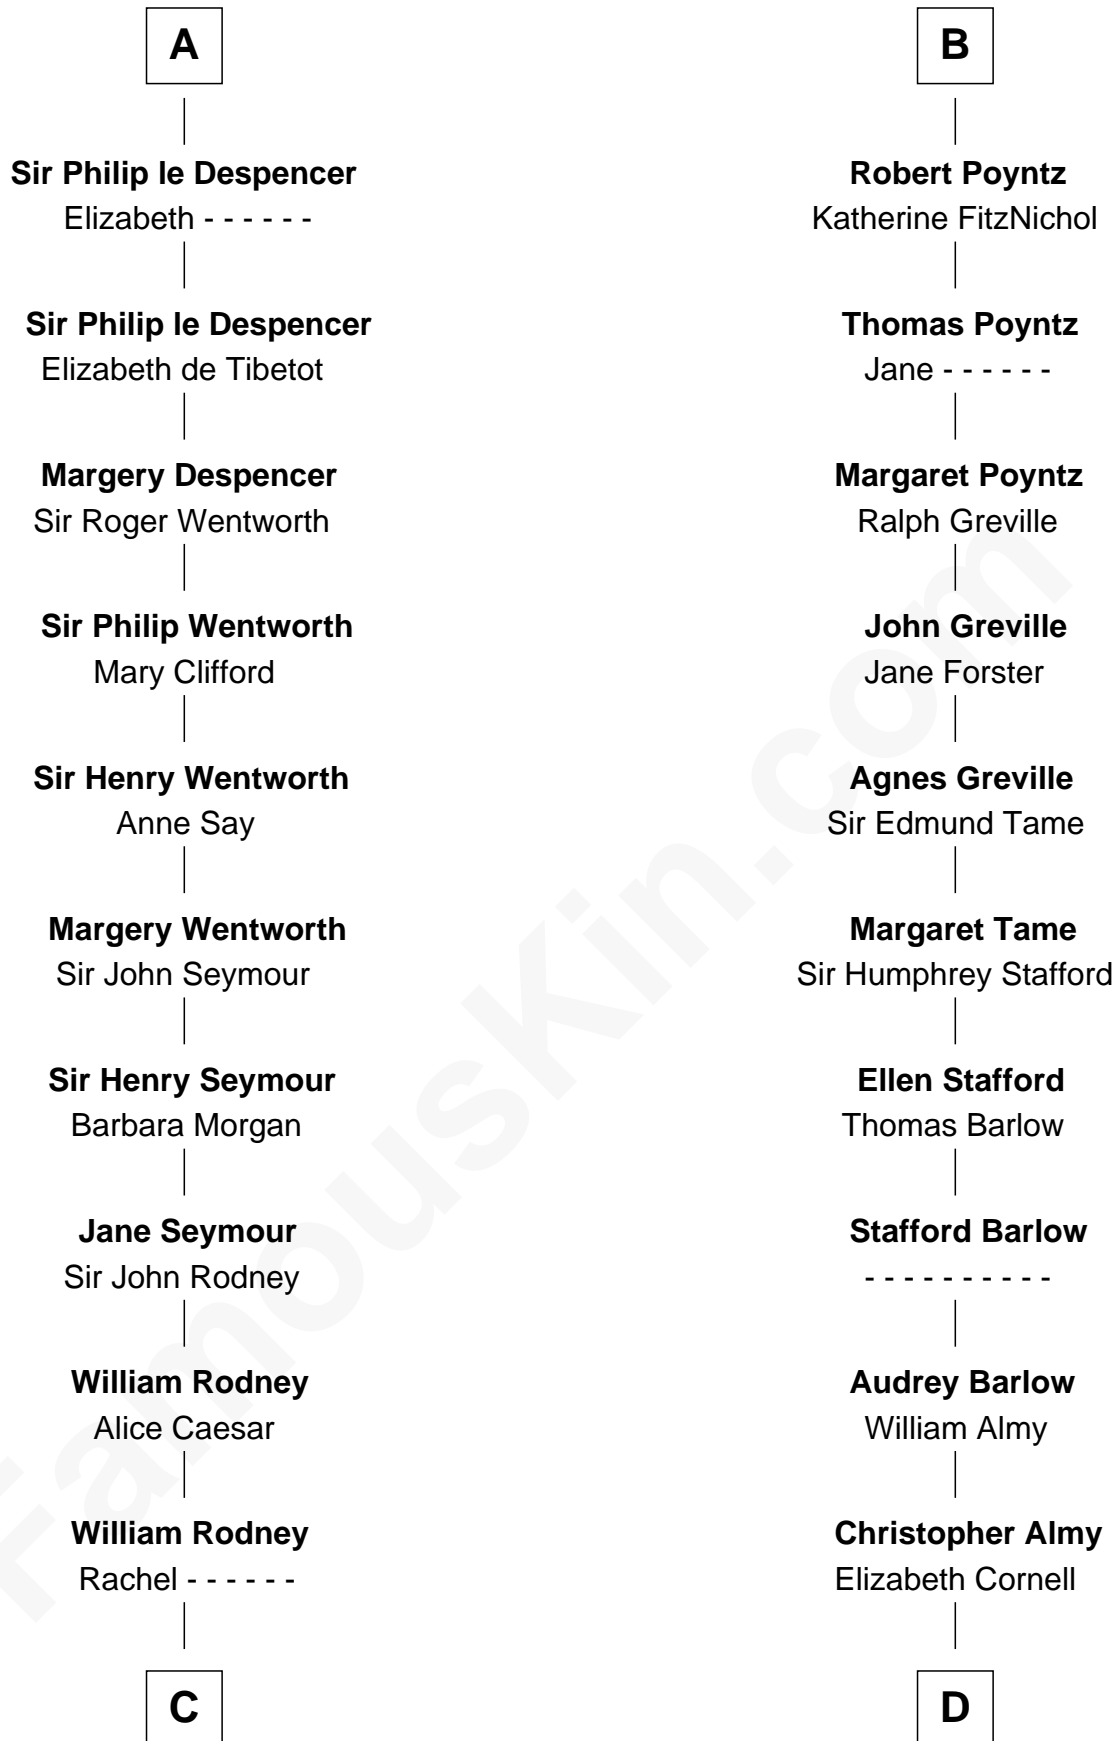 A
Sir Philip le Despencer
Elizabeth - - - - - -
Sir Philip le Despencer
Elizabeth de Tibetot
Margery Despencer
Sir Roger Wentworth
Sir Philip Wentworth
Mary Clifford
Sir Henry Wentworth
Anne Say
Margery Wentworth
Sir John Seymour
Sir Henry Seymour
Barbara Morgan
Jane Seymour
Sir John Rodney
William Rodney
Alice Caesar
William Rodney
Rachel - - - - - -
C
B
Robert Poyntz
Katherine FitzNichol
Thomas Poyntz
Jane - - - - - -
Margaret Poyntz
Ralph Greville
John Greville
Jane Forster
Agnes Greville
Sir Edmund Tame
Margaret Tame
Sir Humphrey Stafford
Ellen Stafford
Thomas Barlow
Stafford Barlow
- - - - - - - - - -
Audrey Barlow
William Almy
Christopher Almy
Elizabeth Cornell
D
FamousKin.com